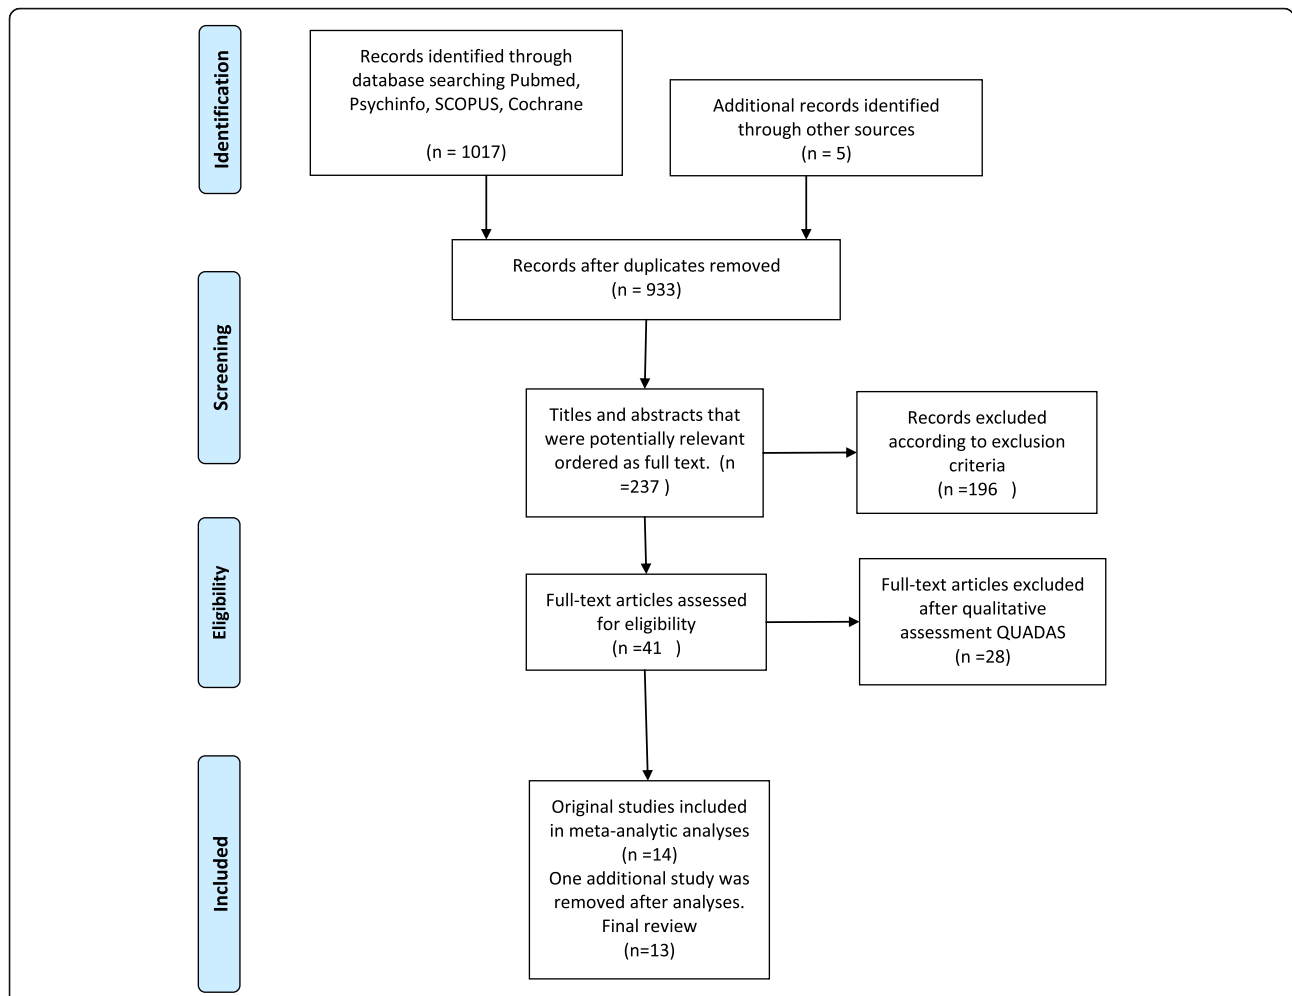 Identification
Records identified through
database searching Pubmed,
Psychinfo, SCOPUS, Cochrane
(n = 1017)
Additional records identified
through other sources
(n = 5)
Records after duplicates removed
(n = 933)
Screening
Titles and abstracts that
were potentially relevant
ordered as full text. (n
=237 )
Records excluded
according to exclusion
criteria
(n =196 )
Eligibility
Full-text articles assessed
for eligibility
(n =41 )
Full-text articles excluded
after qualitative
assessment QUADAS
(n =28)
Included
Original studies included
in meta-analytic analyses
(n =14)
One additional study was
removed after analyses.
Final review
(n=13)